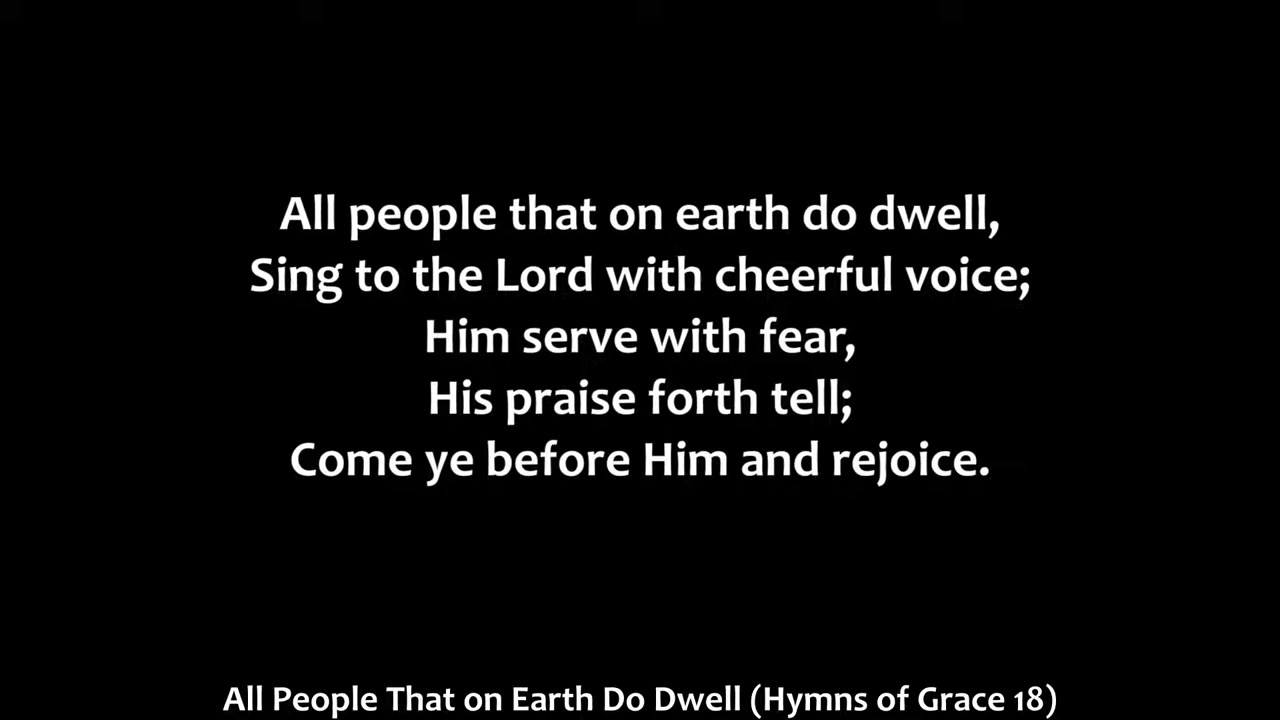 All people that on earth do dwell,
Sing to the Lord with cheerful voice;
Him serve with fear,
His praise forth tell;
Come ye before Him and rejoice.
All People That on Earth Do Dwell (Hymns of Grace 18)